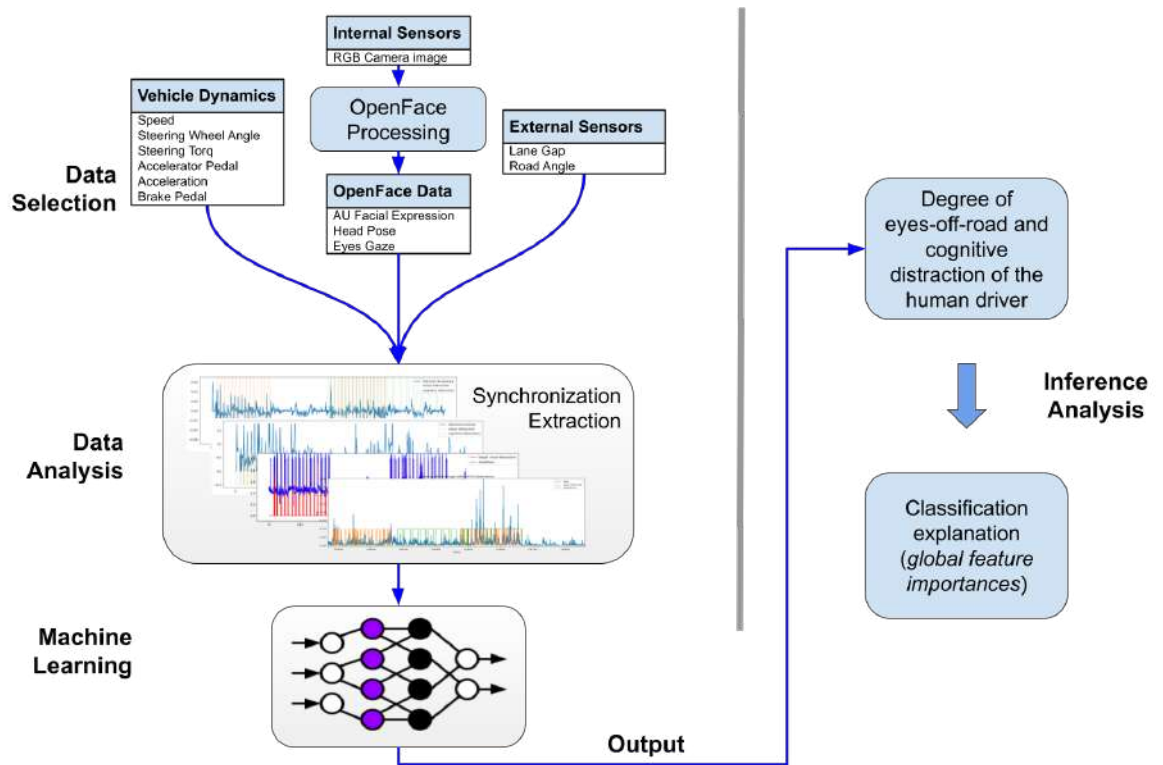 Internal Sensors
RGB Camera image
Vehicle Dynamics
Speed
Steering Wheel Angle
Steering Torq
Accelerator Pedal
Acceleration
Brake Pedal
OpenFace
Processing
External Sensors
Lane Gap
Road Angle
Data
Selection
OpenFace Data
AU Facial Expression
Head Pose
Eyes Gaze
Synchronization
Extraction
Data
Analysis
Machine
Learning
Output
Degree of
eyes-off-road and
cognitive
distraction of the
human driver
Inference
Analysis
Classification
explanation
(global feature
importances)